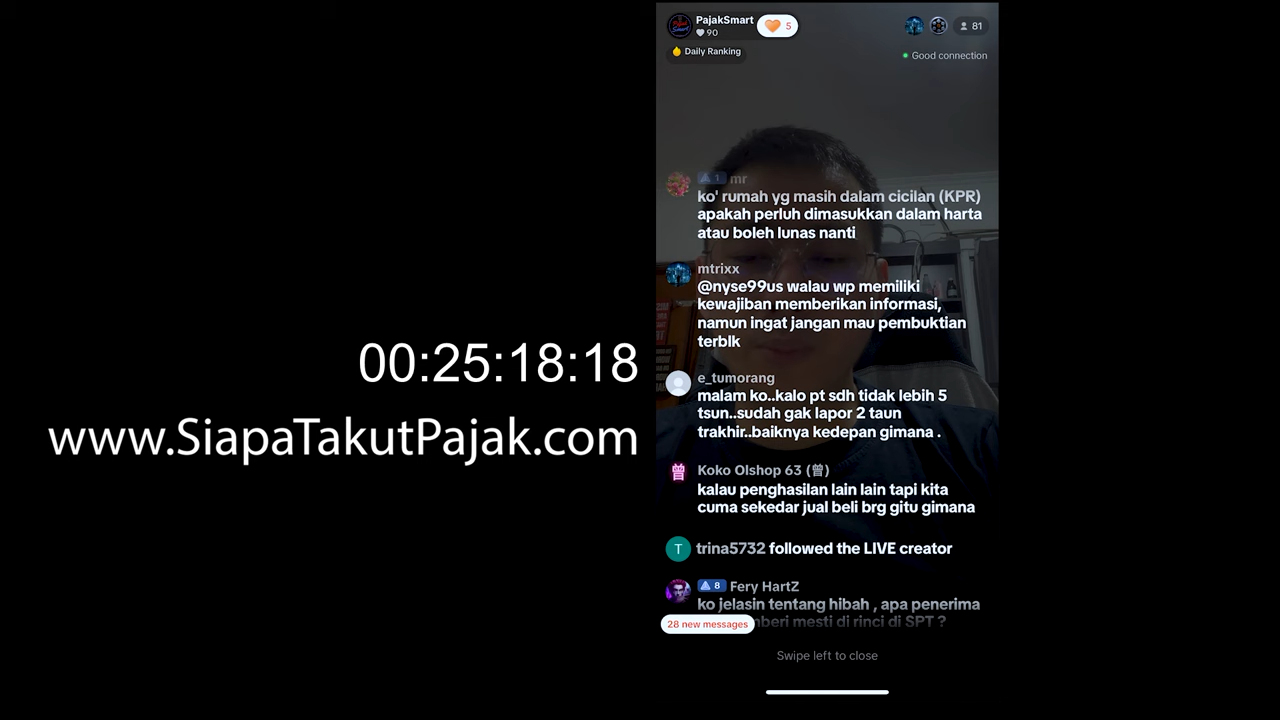 PajakSmart
90
5
81
Daily Ranking
Good connection
1 mr
ko' rumah yg masih dalam cicilan (KPR)
apakah perluh dimasukkan dalam harta
atau boleh lunas nanti
mtrixx
@nyse99us walau wp memiliki
kewajiban memberikan informasi,
namun ingat jangan mau pembuktian
terblk
00:25:18:18
www.SiapaTakutPajak.com
e_tumorang
malam ko..kalo pt sdh tidak lebih 5
tsun..sudah gak lapor 2 taun
trakhir..baiknya kedepan gimana .
曾
Koko Olshop 63 (曾)
kalau penghasilan lain lain tapi kita
cuma sekedar jual beli brg gitu gimana
T
trina5732 followed the LIVE creator
8 Fery HartZ
ko jelasin tentang hibah , apa penerima
mberi mesti di rinci di SPT ?
28 new messages
Swipe left to close